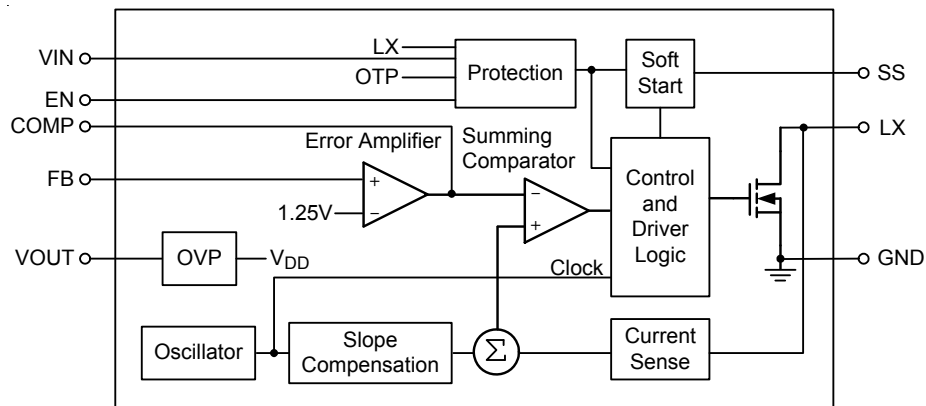 VIN
LX
OTP
EN
Protection
Soft
Start
SS
COMP
LX
Error Amplifier
Summing
Comparator
FB
+
1.25V
−
−
+
Control
and
Driver
Logic
VOUT
OVP
VDD
Clock
GND
Oscillator
Slope
Compensation
Σ
Current
Sense